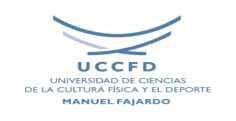 UCCFD
UNIVERSIDAD DE CIENCIAS
DE LA CULTURA FÍSICA Y EL DEPORTE
MANUEL FAJARDO